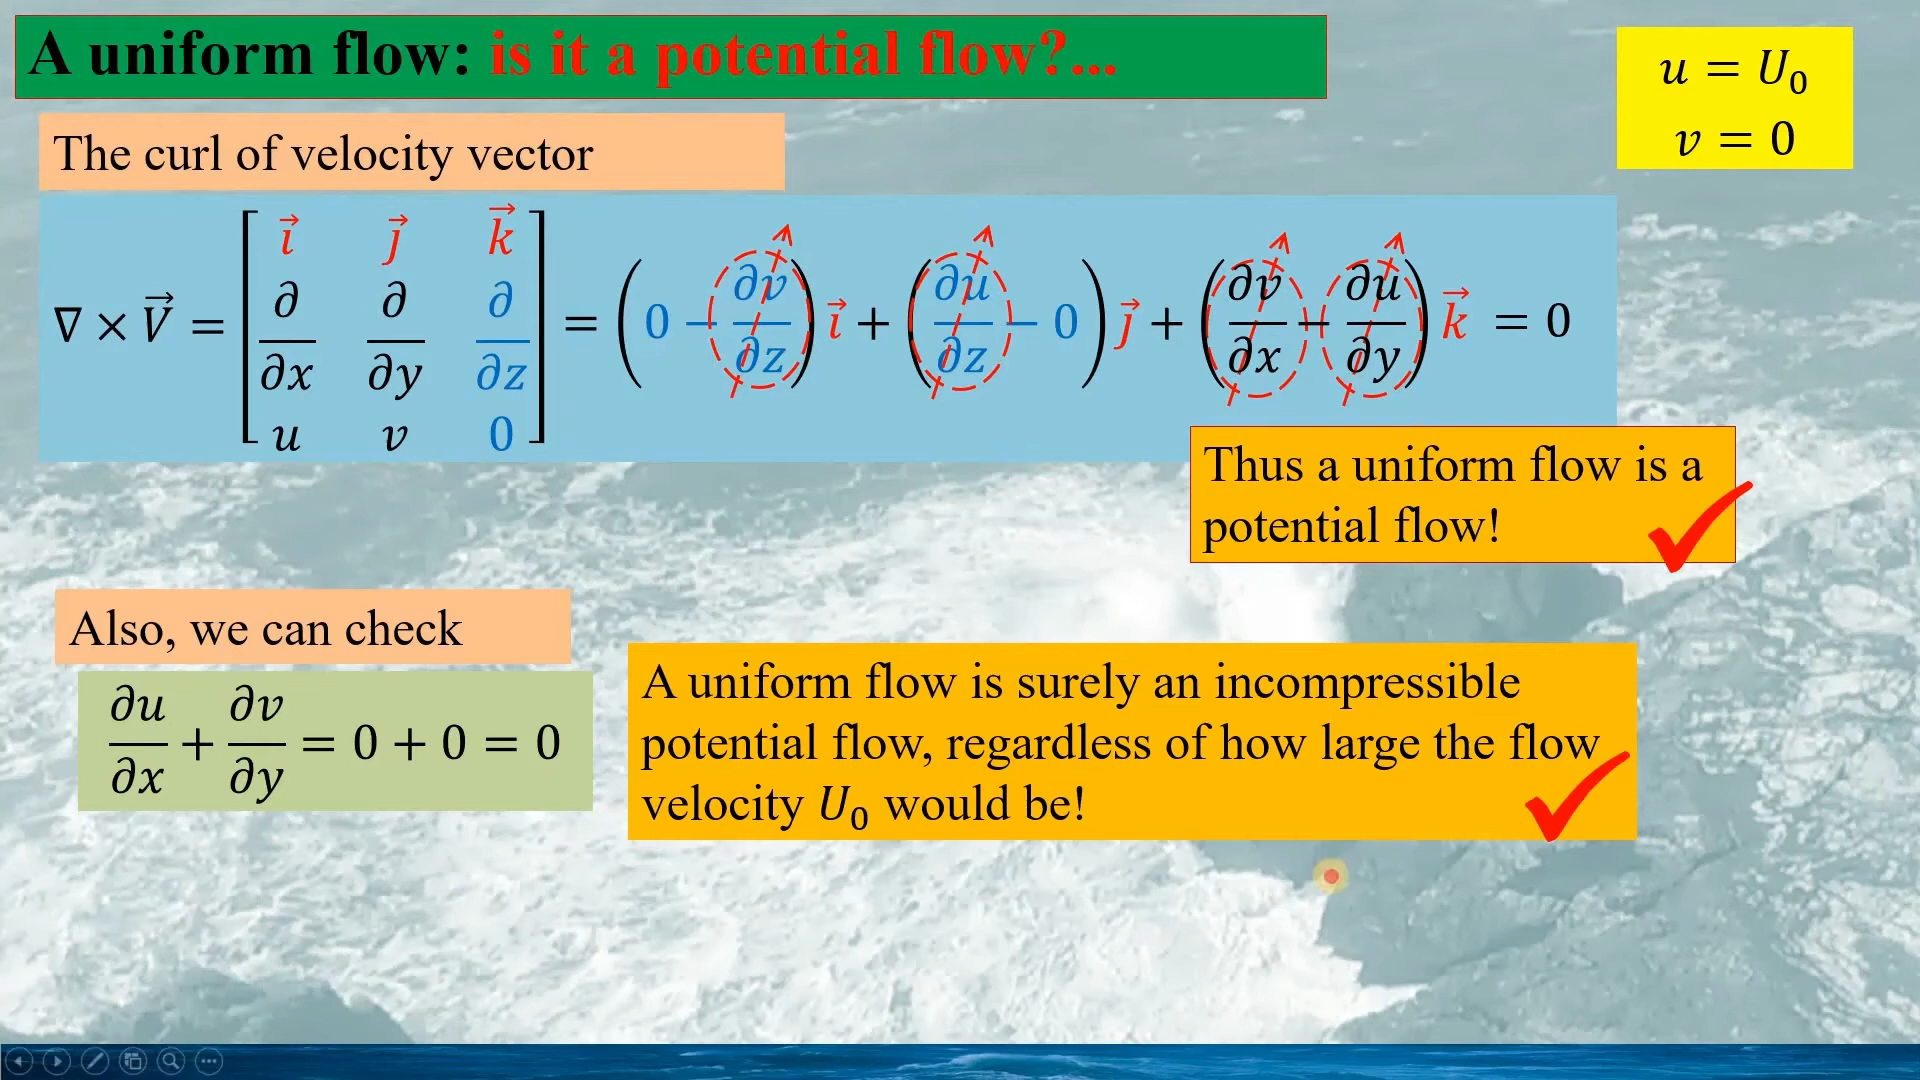 A uniform flow: is it a potential flow?...
u = U₀
v = 0
The curl of velocity vector
∇ × V⃗ = [ i⃗ j⃗ k⃗ ; ∂/∂x ∂/∂y ∂/∂z ; u v 0 ] = (0 − ∂v/∂z) i⃗ + (∂u/∂z − 0) j⃗ + (∂v/∂x − ∂u/∂y) k⃗ = 0
Thus a uniform flow is a
potential flow!
Also, we can check
∂u/∂x + ∂v/∂y = 0 + 0 = 0
A uniform flow is surely an incompressible
potential flow, regardless of how large the flow
velocity U₀ would be!